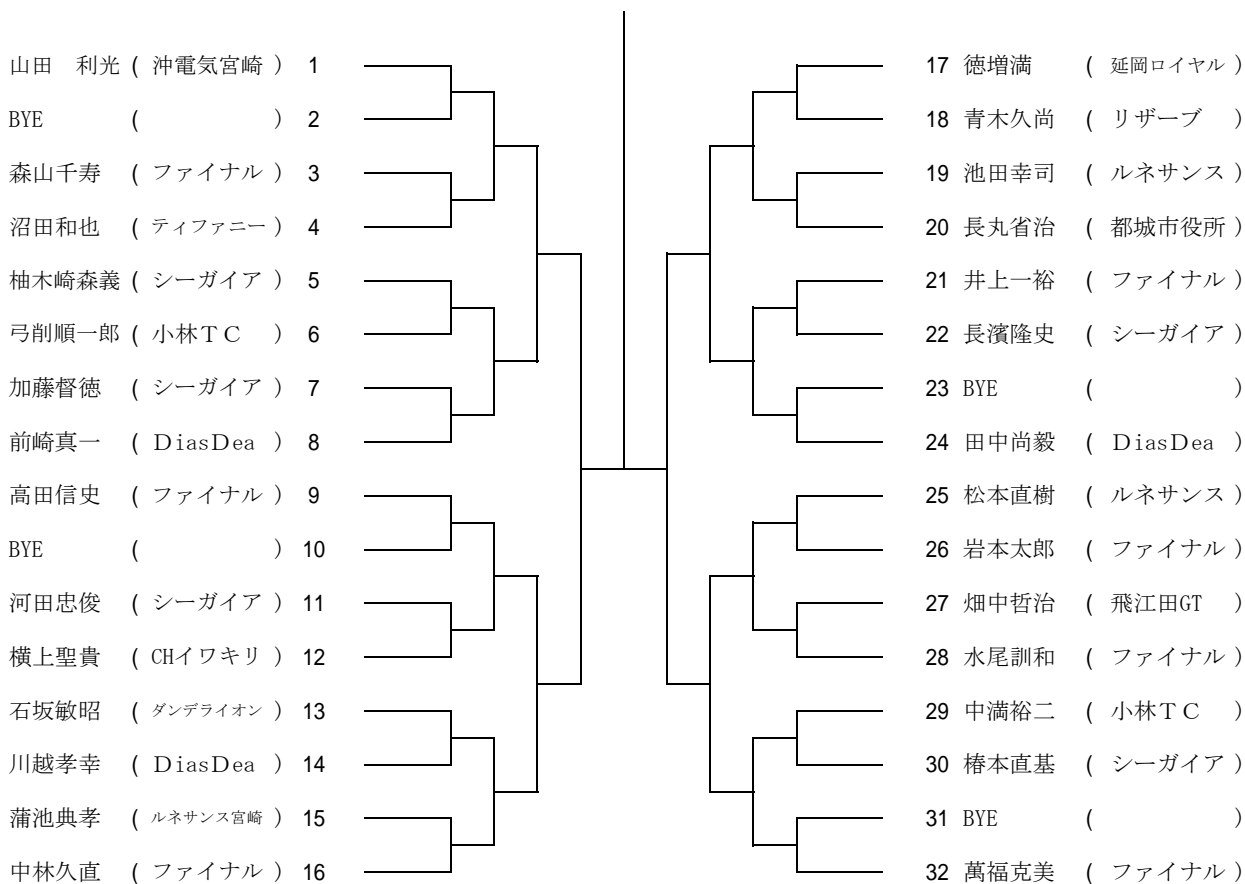 山田 利光 ( 沖電気宮崎 ) 1
BYE ( ) 2
森山千寿 ( ファイナル ) 3
沼田和也 ( ティファニー ) 4
柚木崎森義 ( シーガイア ) 5
弓削順一郎 ( 小林TC ) 6
加藤督徳 ( シーガイア ) 7
前崎真一 ( DiasDea ) 8
高田信史 ( ファイナル ) 9
BYE ( ) 10
河田忠俊 ( シーガイア ) 11
横上聖貴 ( CHイワキリ ) 12
石坂敏昭 ( ダンデライオン ) 13
川越孝幸 ( DiasDea ) 14
蒲池典孝 ( ルネサンス宮崎 ) 15
中林久直 ( ファイナル ) 16
17 徳増満 ( 延岡ロイヤル )
18 青木久尚 ( リザーブ )
19 池田幸司 ( ルネサンス )
20 長丸省治 ( 都城市役所 )
21 井上一裕 ( ファイナル )
22 長濱隆史 ( シーガイア )
23 BYE ( )
24 田中尚毅 ( DiasDea )
25 松本直樹 ( ルネサンス )
26 岩本太郎 ( ファイナル )
27 畑中哲治 ( 飛江田GT )
28 水尾訓和 ( ファイナル )
29 中満裕二 ( 小林TC )
30 椿本直基 ( シーガイア )
31 BYE ( )
32 萬福克美 ( ファイナル )